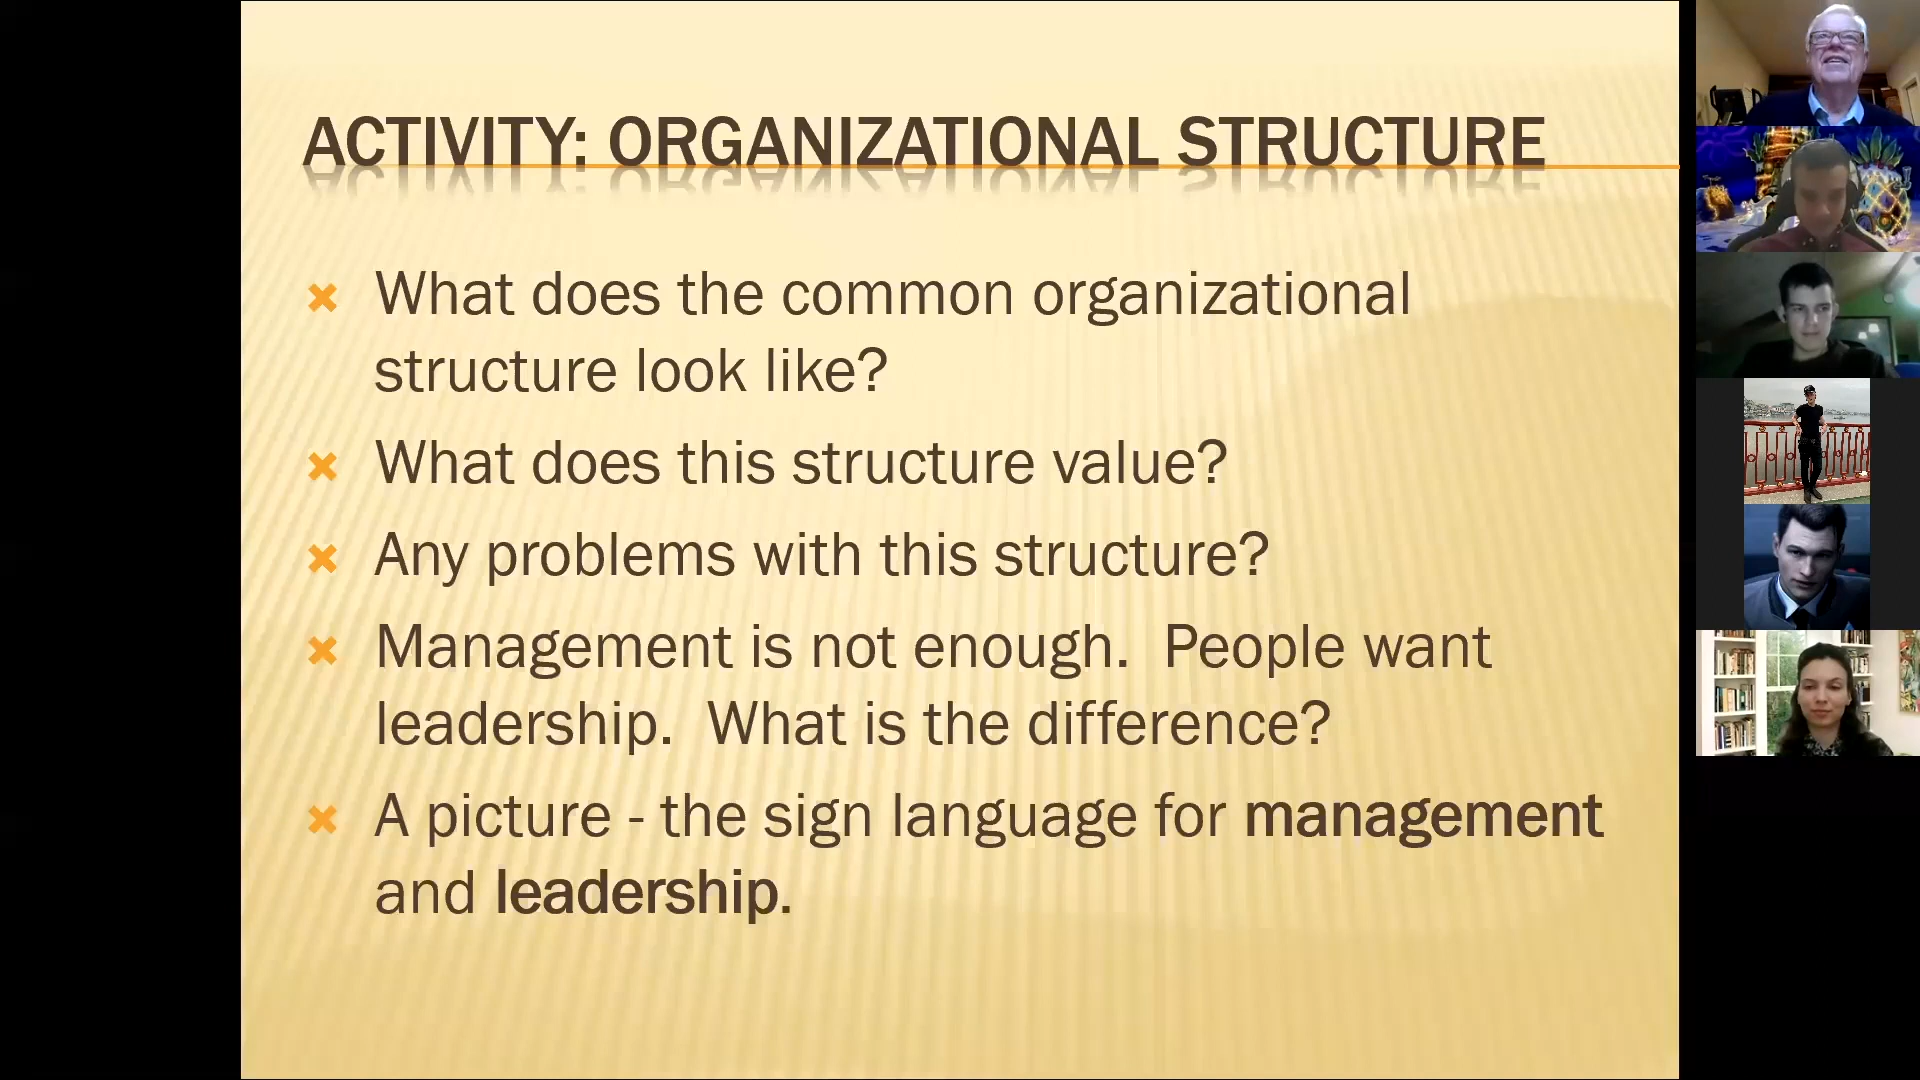 ACTIVITY: ORGANIZATIONAL STRUCTURE
What does the common organizational
structure look like?
What does this structure value?
Any problems with this structure?
Management is not enough.  People want
leadership.  What is the difference?
A picture - the sign language for management
and leadership.